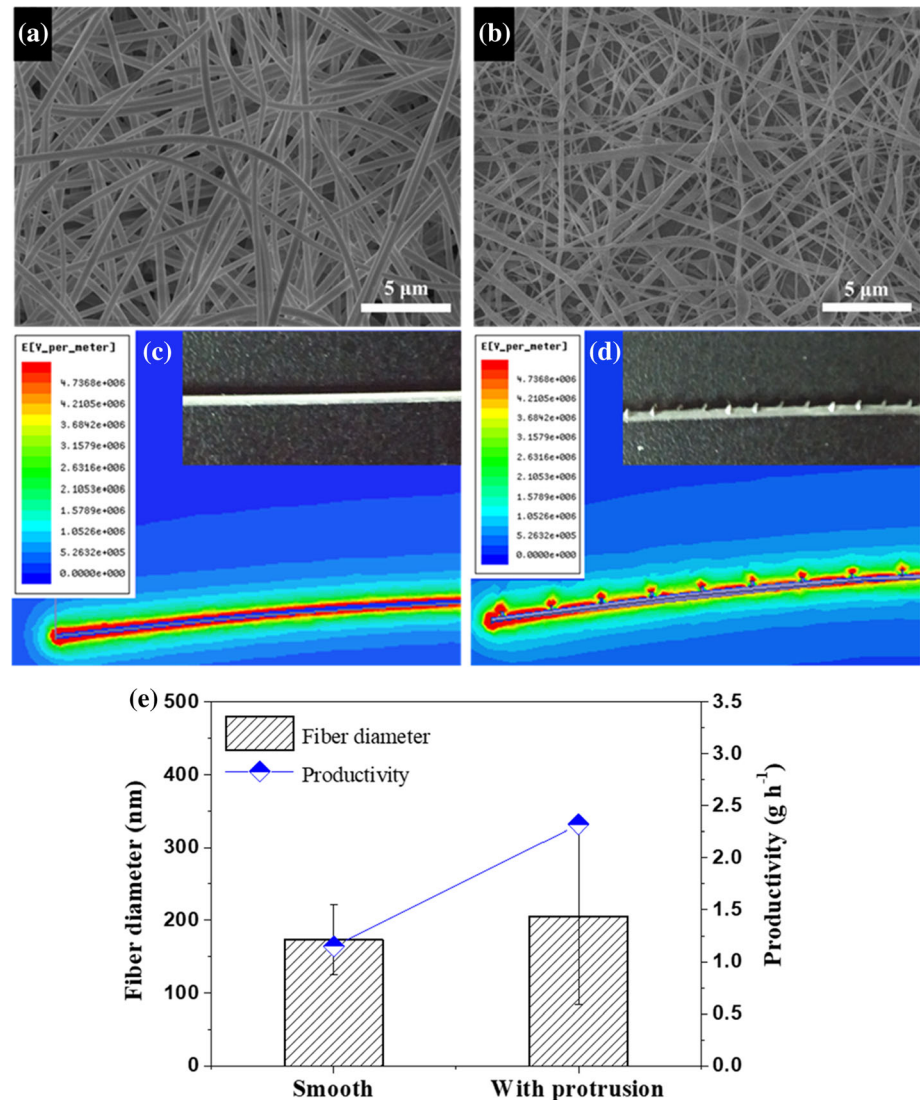 (a)
(b)
5 µm
5 µm
E[V_per_meter]
4.7368e+006
4.2105e+006
3.6842e+006
3.1579e+006
2.6316e+006
2.1053e+006
1.5789e+006
1.0526e+006
5.2632e+005
0.0000e+000
(c)
E[V_per_meter]
4.7368e+006
4.2105e+006
3.6842e+006
3.1579e+006
2.6316e+006
2.1053e+006
1.5789e+006
1.0526e+006
5.2632e+005
0.0000e+000
(d)
(e)
500
400
300
200
100
0
Fiber diameter (nm)
Fiber diameter
Productivity
3.5
3.0
2.5
2.0
1.5
1.0
0.5
0.0
Productivity (g h⁻¹)
Smooth
With protrusion